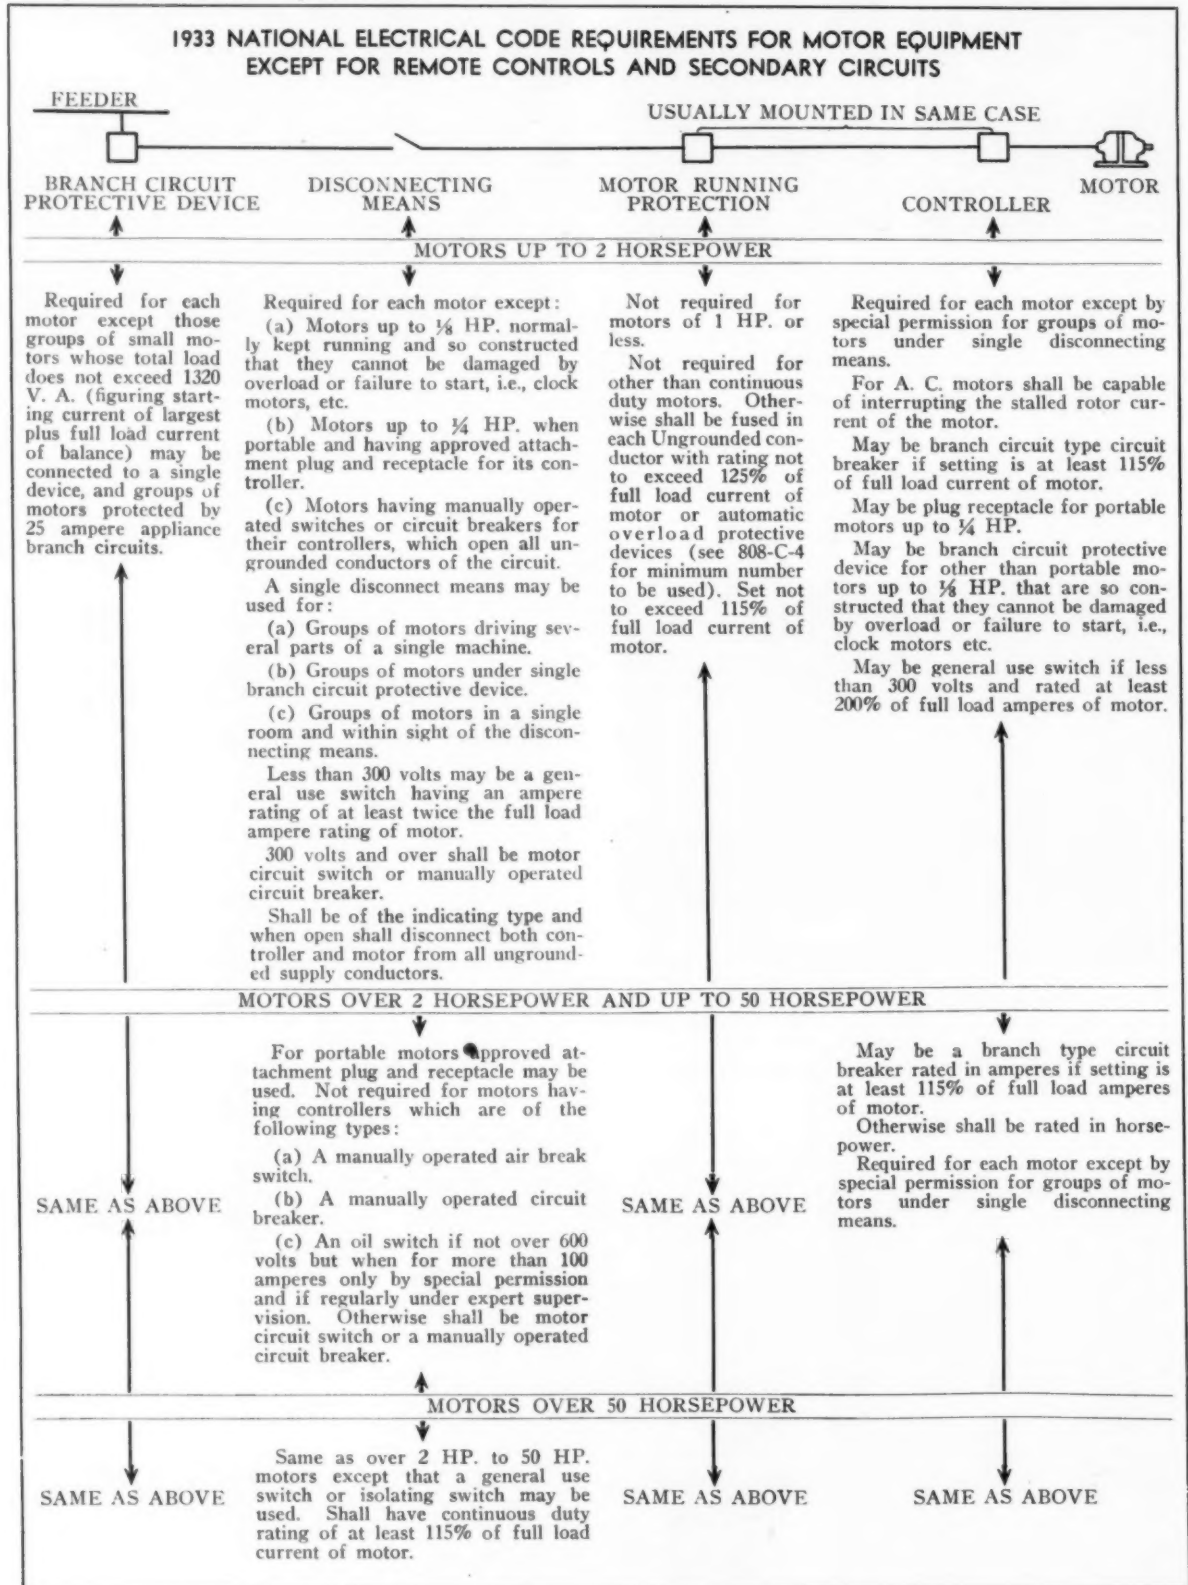 1933 NATIONAL ELECTRICAL CODE REQUIREMENTS FOR MOTOR EQUIPMENT
EXCEPT FOR REMOTE CONTROLS AND SECONDARY CIRCUITS
FEEDER
USUALLY MOUNTED IN SAME CASE
BRANCH CIRCUIT
PROTECTIVE DEVICE
DISCONNECTING
MEANS
MOTOR RUNNING
PROTECTION
CONTROLLER
MOTOR
MOTORS UP TO 2 HORSEPOWER
Required for each
motor except those
groups of small mo-
tors whose total load
does not exceed 1320
V. A. (figuring start-
ing current of largest
plus full load current
of balance) may be
connected to a single
device, and groups of
motors protected by
25 ampere appliance
branch circuits.
Required for each motor except:
(a) Motors up to ⅛ HP. normal-
ly kept running and so constructed
that they cannot be damaged by
overload or failure to start, i.e., clock
motors, etc.
(b) Motors up to ¼ HP. when
portable and having approved attach-
ment plug and receptacle for its con-
troller.
(c) Motors having manually oper-
ated switches or circuit breakers for
their controllers, which open all un-
grounded conductors of the circuit.
A single disconnect means may be
used for:
(a) Groups of motors driving sev-
eral parts of a single machine.
(b) Groups of motors under single
branch circuit protective device.
(c) Groups of motors in a single
room and within sight of the discon-
necting means.
Less than 300 volts may be a gen-
eral use switch having an ampere
rating of at least twice the full load
ampere rating of motor.
300 volts and over shall be motor
circuit switch or manually operated
circuit breaker.
Shall be of the indicating type and
when open shall disconnect both con-
troller and motor from all unground-
ed supply conductors.
Not required for
motors of 1 HP. or
less.
Not required for
other than continuous
duty motors. Other-
wise shall be fused in
each Ungrounded con-
ductor with rating not
to exceed 125% of
full load current of
motor or automatic
overload protective
devices (see 808-C-4
for minimum number
to be used). Set not
to exceed 115% of
full load current of
motor.
Required for each motor except by
special permission for groups of mo-
tors under single disconnecting
means.
For A. C. motors shall be capable
of interrupting the stalled rotor cur-
rent of the motor.
May be branch circuit type circuit
breaker if setting is at least 115%
of full load current of motor.
May be plug receptacle for portable
motors up to ¼ HP.
May be branch circuit protective
device for other than portable mo-
tors up to ⅛ HP. that are so con-
structed that they cannot be damaged
by overload or failure to start, i.e.,
clock motors etc.
May be general use switch if less
than 300 volts and rated at least
200% of full load amperes of motor.
MOTORS OVER 2 HORSEPOWER AND UP TO 50 HORSEPOWER
SAME AS ABOVE
For portable motors approved at-
tachment plug and receptacle may be
used. Not required for motors hav-
ing controllers which are of the
following types:
(a) A manually operated air break
switch.
(b) A manually operated circuit
breaker.
(c) An oil switch if not over 600
volts but when for more than 100
amperes only by special permission
and if regularly under expert super-
vision. Otherwise shall be motor
circuit switch or a manually operated
circuit breaker.
SAME AS ABOVE
May be a branch type circuit
breaker rated in amperes if setting is
at least 115% of full load amperes
of motor.
Otherwise shall be rated in horse-
power.
Required for each motor except by
special permission for groups of mo-
tors under single disconnecting
means.
MOTORS OVER 50 HORSEPOWER
SAME AS ABOVE
Same as over 2 HP. to 50 HP.
motors except that a general use
switch or isolating switch may be
used. Shall have continuous duty
rating of at least 115% of full load
current of motor.
SAME AS ABOVE
SAME AS ABOVE